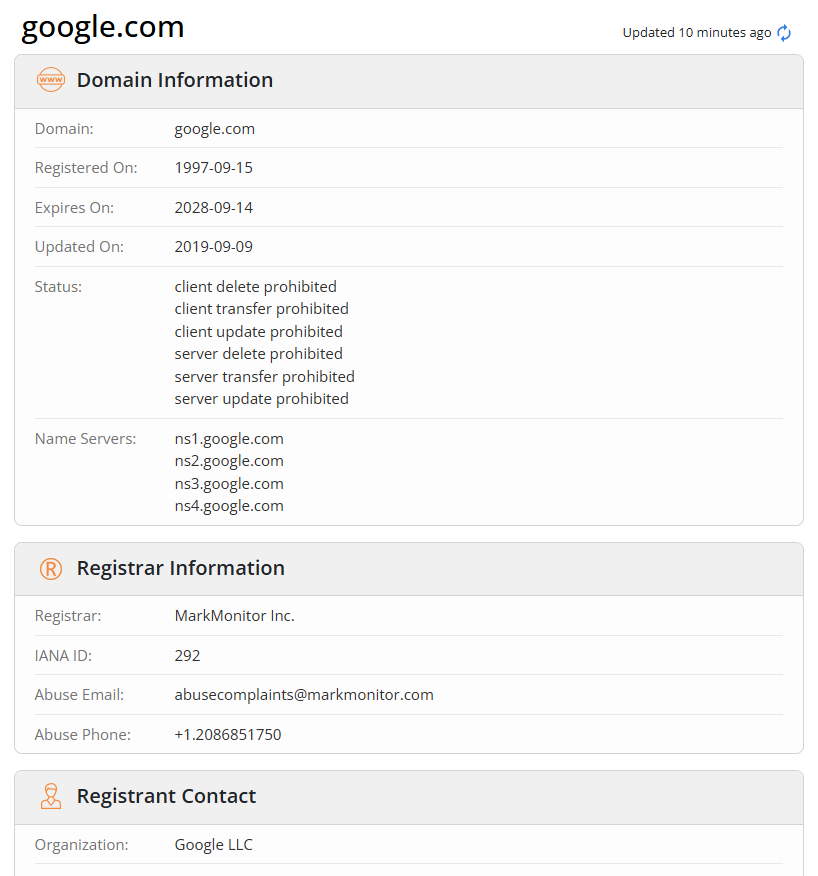 google.com
Updated 10 minutes ago
www
Domain Information
Domain: google.com
Registered On: 1997-09-15
Expires On: 2028-09-14
Updated On: 2019-09-09
Status: client delete prohibited
client transfer prohibited
client update prohibited
server delete prohibited
server transfer prohibited
server update prohibited
Name Servers: ns1.google.com
ns2.google.com
ns3.google.com
ns4.google.com
R
Registrar Information
Registrar: MarkMonitor Inc.
IANA ID: 292
Abuse Email: abusecomplaints@markmonitor.com
Abuse Phone: +1.2086851750
Registrant Contact
Organization: Google LLC